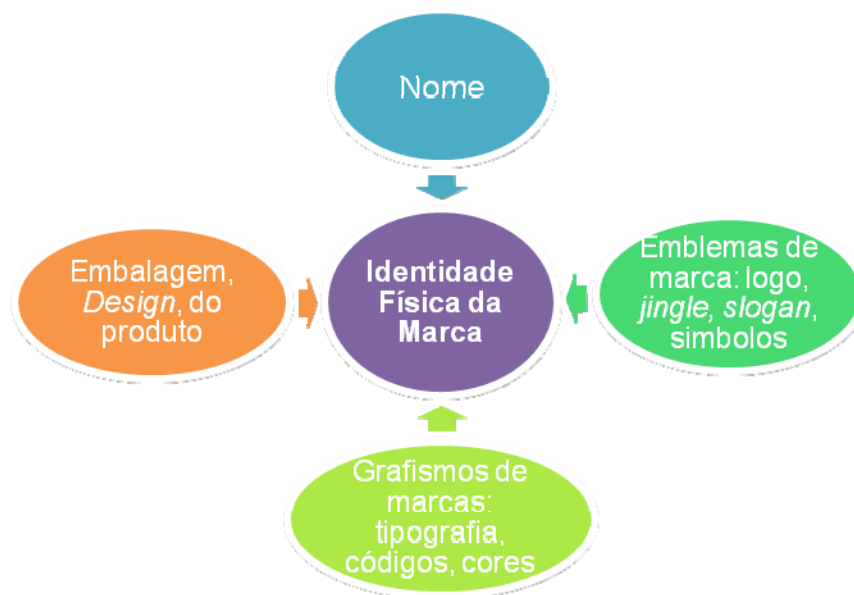 Nome
Embalagem,
Design, do
produto
Identidade
Física da
Marca
Emblemas de
marca: logo,
jingle, slogan,
simbolos
Grafismos de
marcas:
tipografia,
códigos, cores